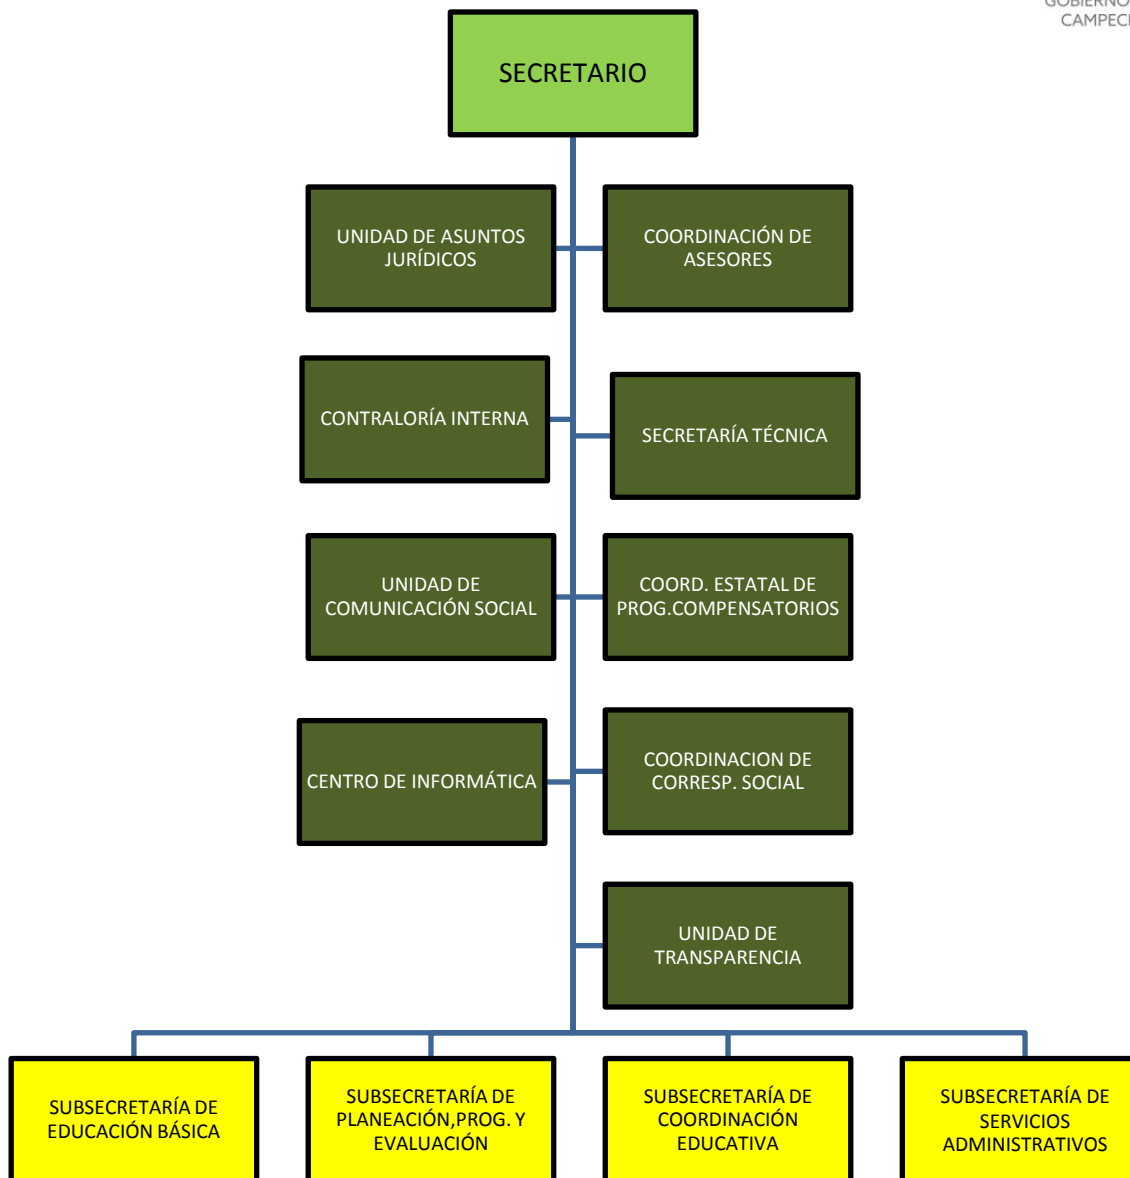 GOBIERNO
CAMPEC
SECRETARIO
UNIDAD DE ASUNTOS
JURÍDICOS
COORDINACIÓN DE
ASESORES
CONTRALORÍA INTERNA
SECRETARÍA TÉCNICA
UNIDAD DE
COMUNICACIÓN SOCIAL
COORD. ESTATAL DE
PROG.COMPENSATORIOS
CENTRO DE INFORMÁTICA
COORDINACION DE
CORRESP. SOCIAL
UNIDAD DE
TRANSPARENCIA
SUBSECRETARÍA DE
EDUCACIÓN BÁSICA
SUBSECRETARÍA DE
PLANEACIÓN,PROG. Y
EVALUACIÓN
SUBSECRETARÍA DE
COORDINACIÓN
EDUCATIVA
SUBSECRETARÍA DE
SERVICIOS
ADMINISTRATIVOS